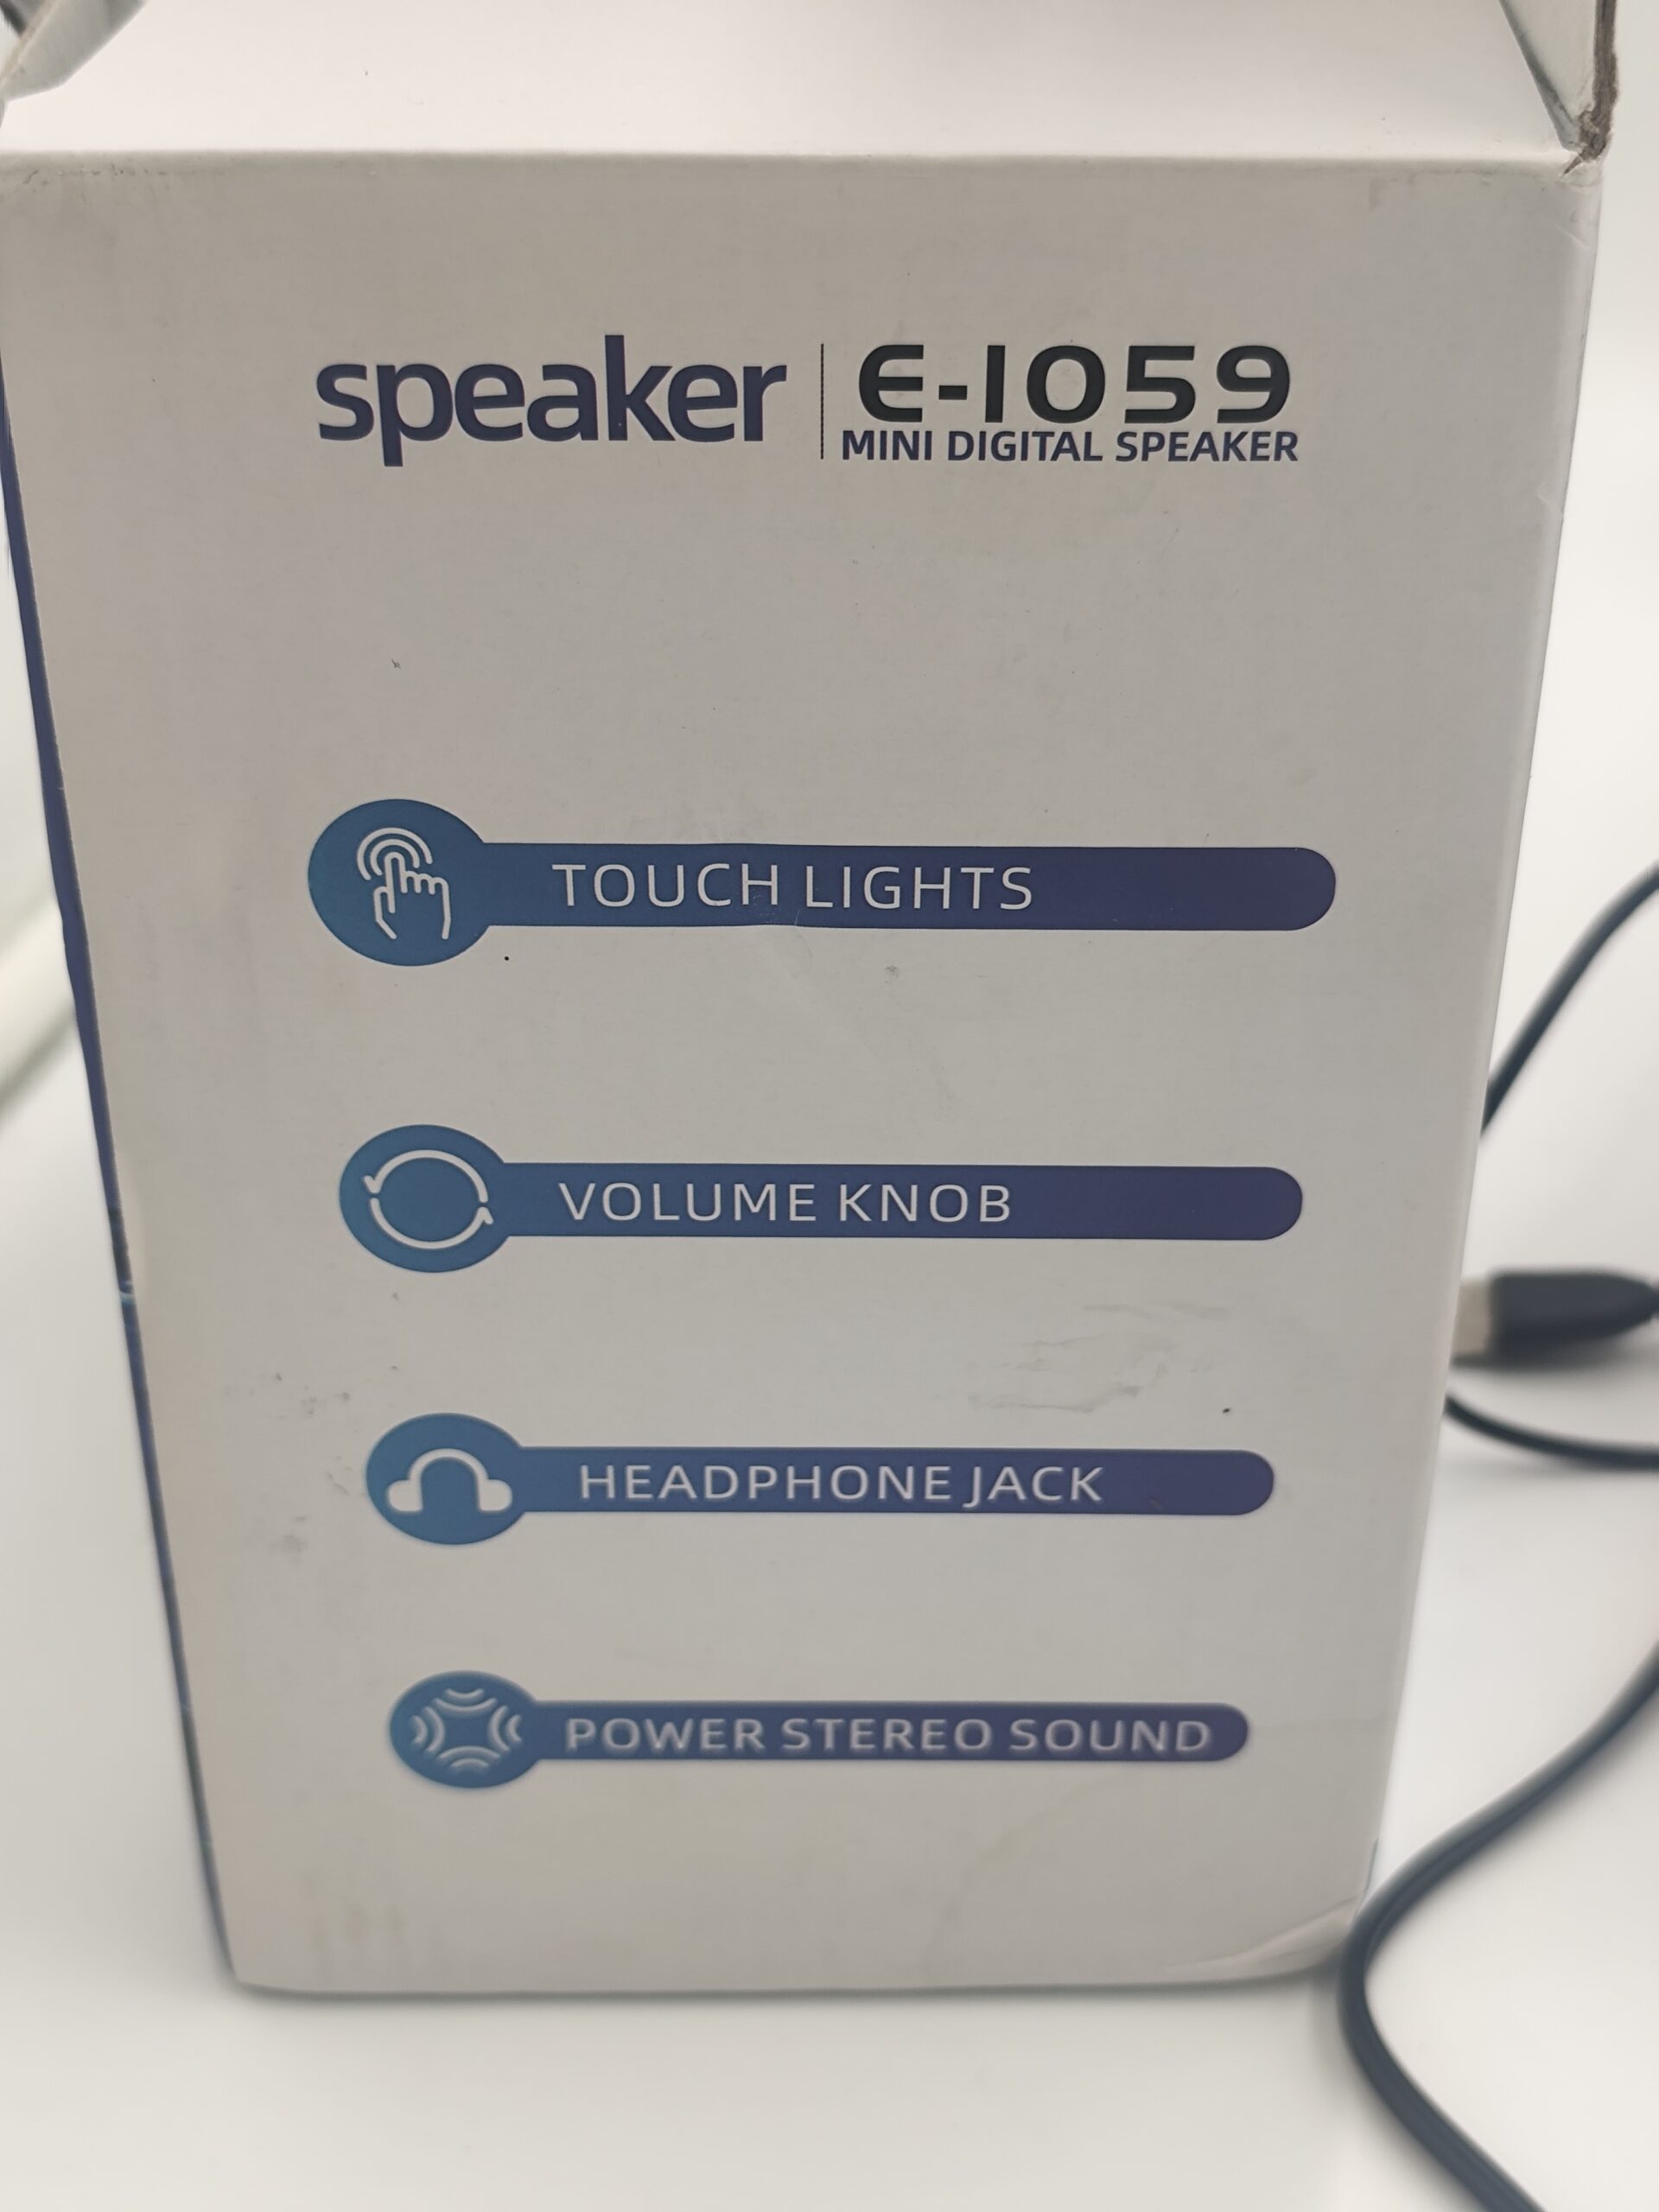 speaker
E-1059
MINI DIGITAL SPEAKER
TOUCH LIGHTS
VOLUME KNOB
HEADPHONE JACK
POWER STEREO SOUND